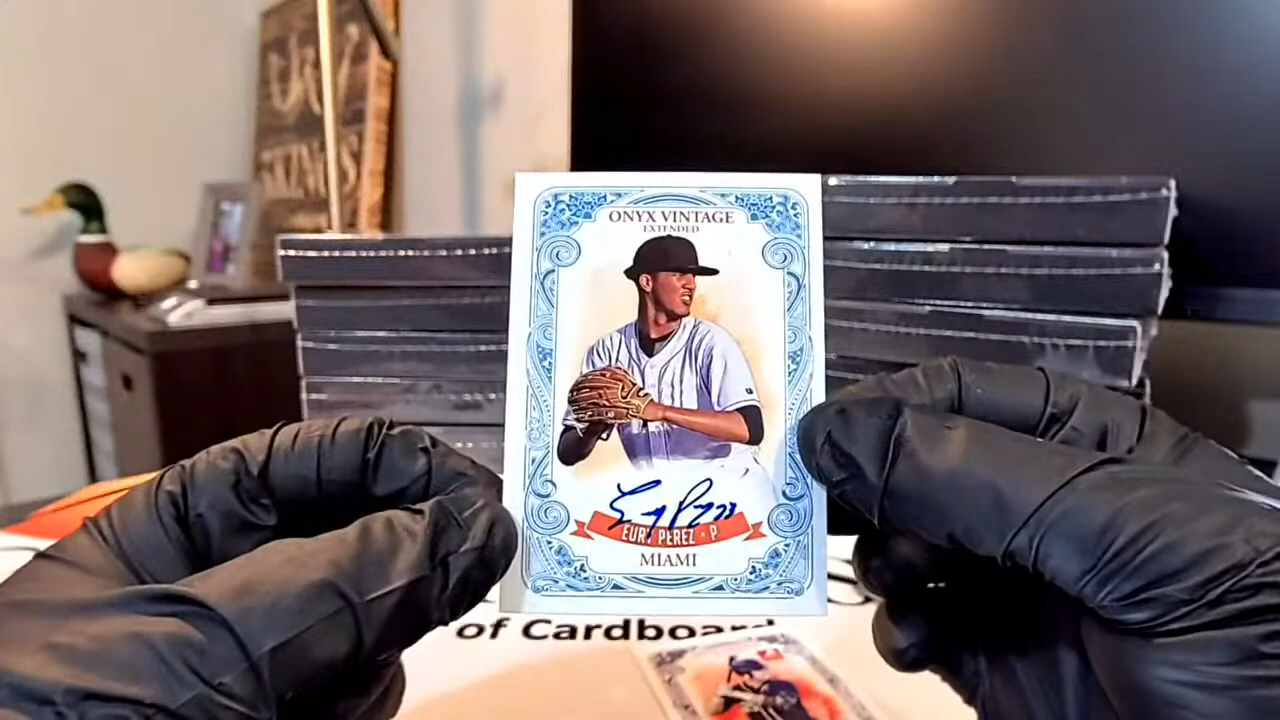 ONYX VINTAGE
EXTENDED
EURY PEREZ · P
MIAMI
of Cardboard